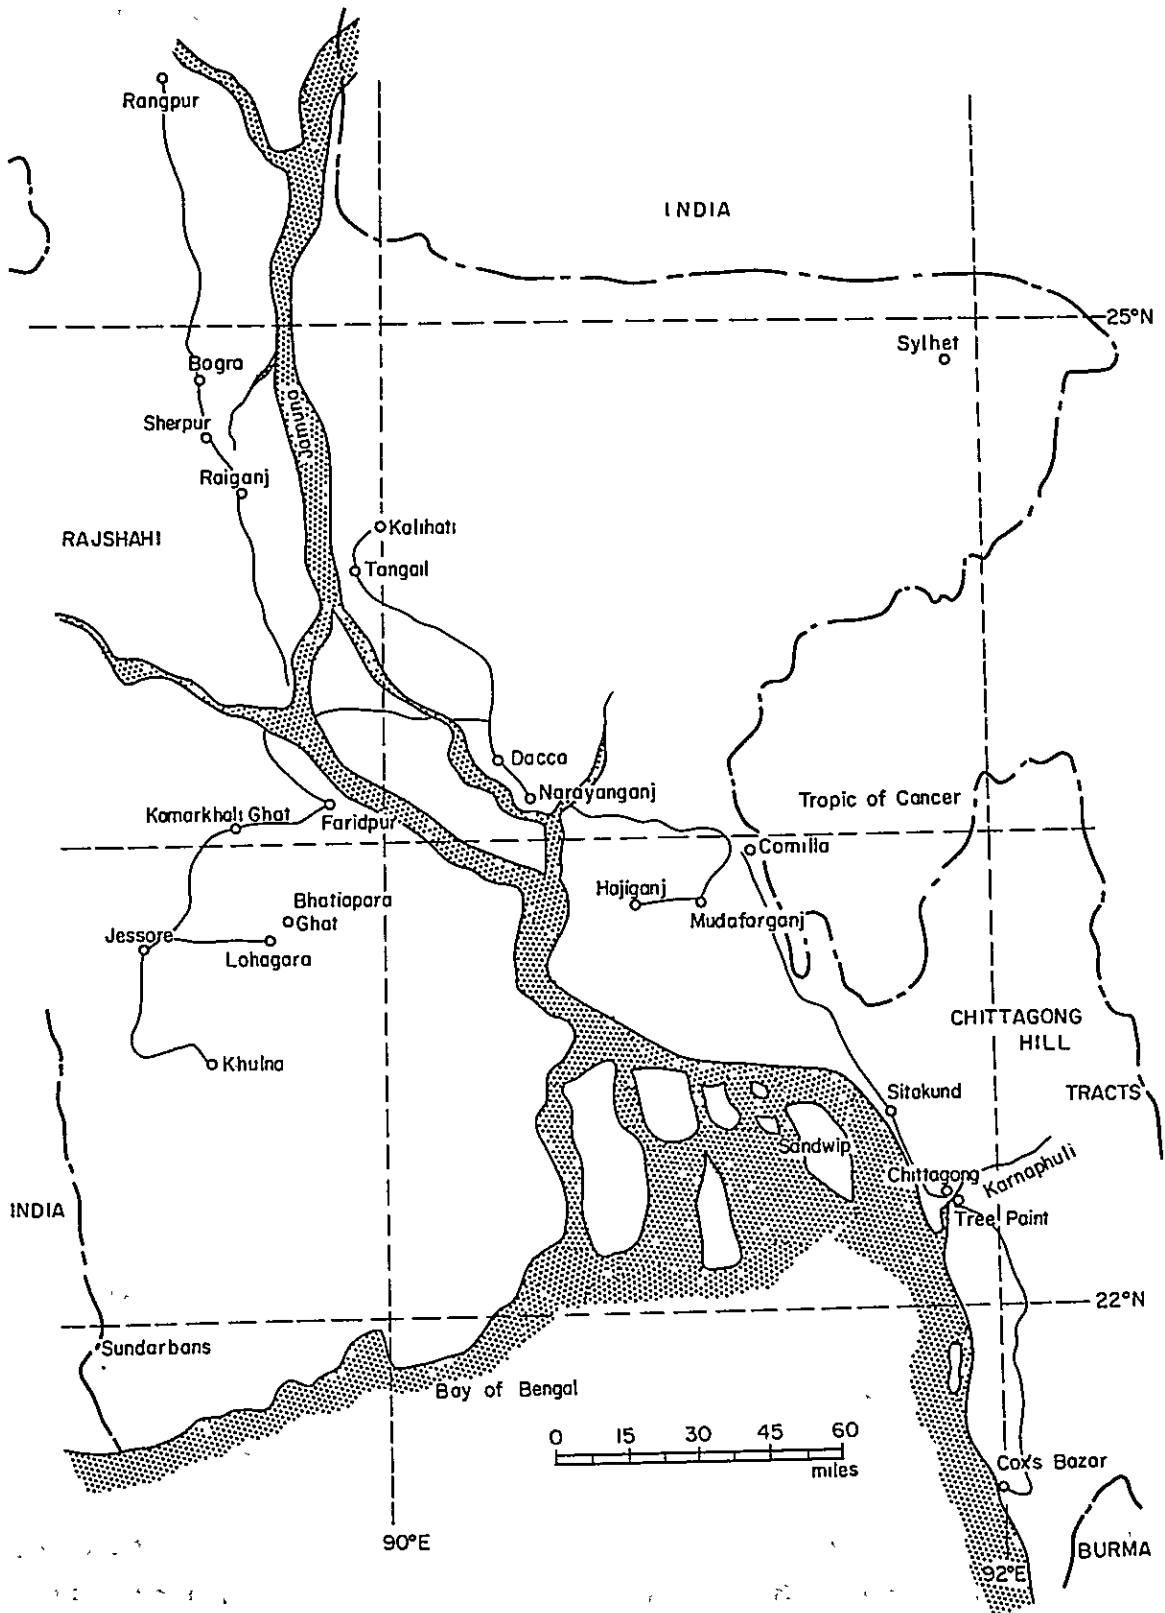 Rangpur
INDIA
25°N
Sylhet
Bogra
Jamuna
Sherpur
Raiganj
Kalihati
RAJSHAHI
Tangail
Dacca
Narayanganj
Tropic of Cancer
Kamarkhali Ghat
Faridpur
Comilla
Hajiganj
Bhatiapara
Ghat
Mudafarganj
Jessore
Lohagara
CHITTAGONG
HILL
Khulna
TRACTS
Sitakund
Sandwip
Karnaphuli
Chittagong
INDIA
Tree Point
22°N
Sundarbans
Bay of Bengal
0 15 30 45 60
miles
Cox's Bazar
90°E
BURMA
92°E